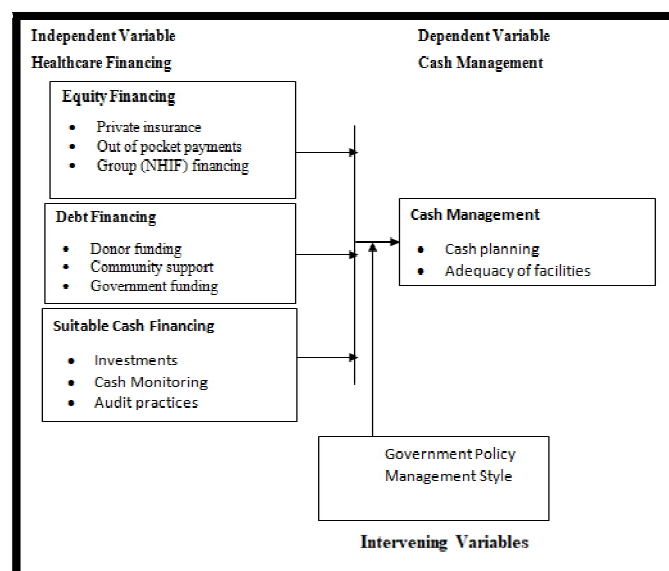 Independent Variable
Healthcare Financing
Dependent Variable
Cash Management
Equity Financing
• Private insurance
• Out of pocket payments
• Group (NHIF) financing
Debt Financing
• Donor funding
• Community support
• Government funding
Suitable Cash Financing
• Investments
• Cash Monitoring
• Audit practices
Cash Management
• Cash planning
• Adequacy of facilities
Government Policy
Management Style
Intervening Variables